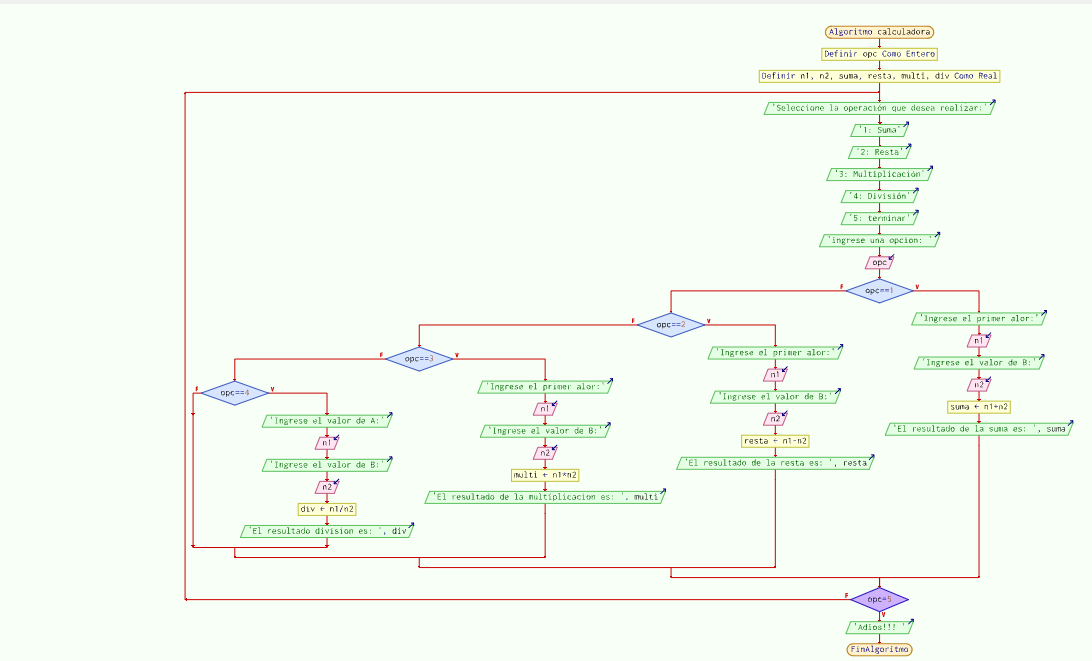 Algoritmo calculadora
Definir opc Como Entero
Definir n1, n2, suma, resta, multi, div Como Real
'Seleccione la operación que desea realizar:'
'1: Suma'
'2: Resta'
'3: Multiplicación'
'4: División'
'5: terminar'
'ingrese una opcion: '
opc
F opc==1 V
'Ingrese el primer alor:'
n1
'Ingrese el valor de B:'
n2
suma ← n1+n2
'El resultado de la suma es: ', suma
F opc==2 V
'Ingrese el primer alor:'
n1
'Ingrese el valor de B:'
n2
resta ← n1-n2
'El resultado de la resta es: ', resta
F opc==3 V
'Ingrese el primer alor:'
n1
'Ingrese el valor de B:'
n2
multi ← n1*n2
'El resultado de la multiplicacion es: ', multi
F opc==4 V
'Ingrese el valor de A:'
n1
'Ingrese el valor de B:'
n2
div ← n1/n2
'El resultado division es: ', div
F opc=5
V
'Adios!!! '
FinAlgoritmo